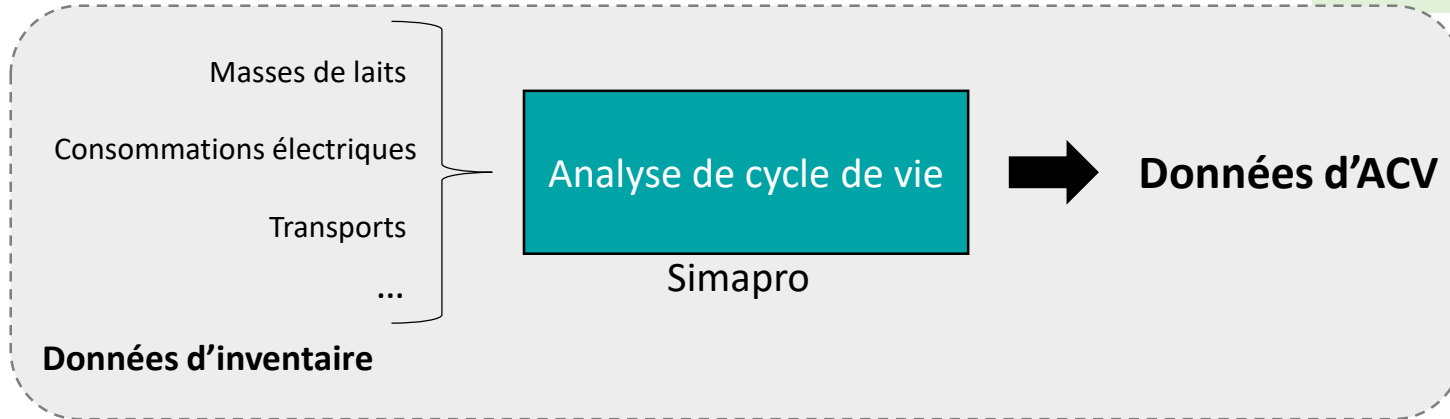 Masses de laits
Consommations électriques
Transports
...
Données d’inventaire
Analyse de cycle de vie
Simapro
Données d’ACV